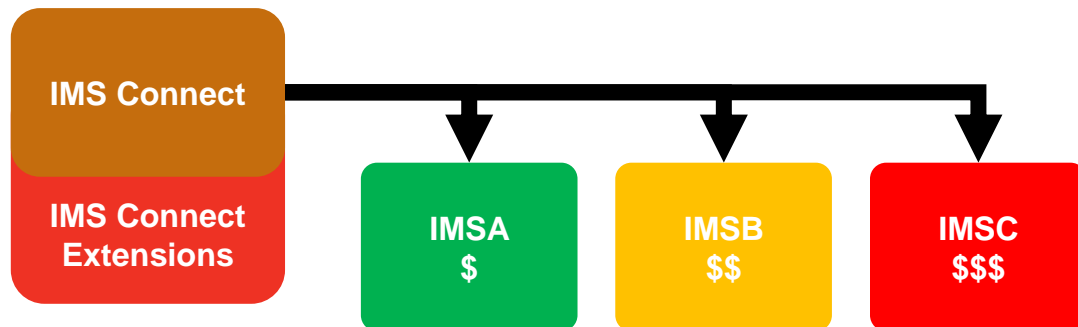 IMS Connect
IMS Connect
Extensions
IMSA
$
IMSB
$$
IMSC
$$$